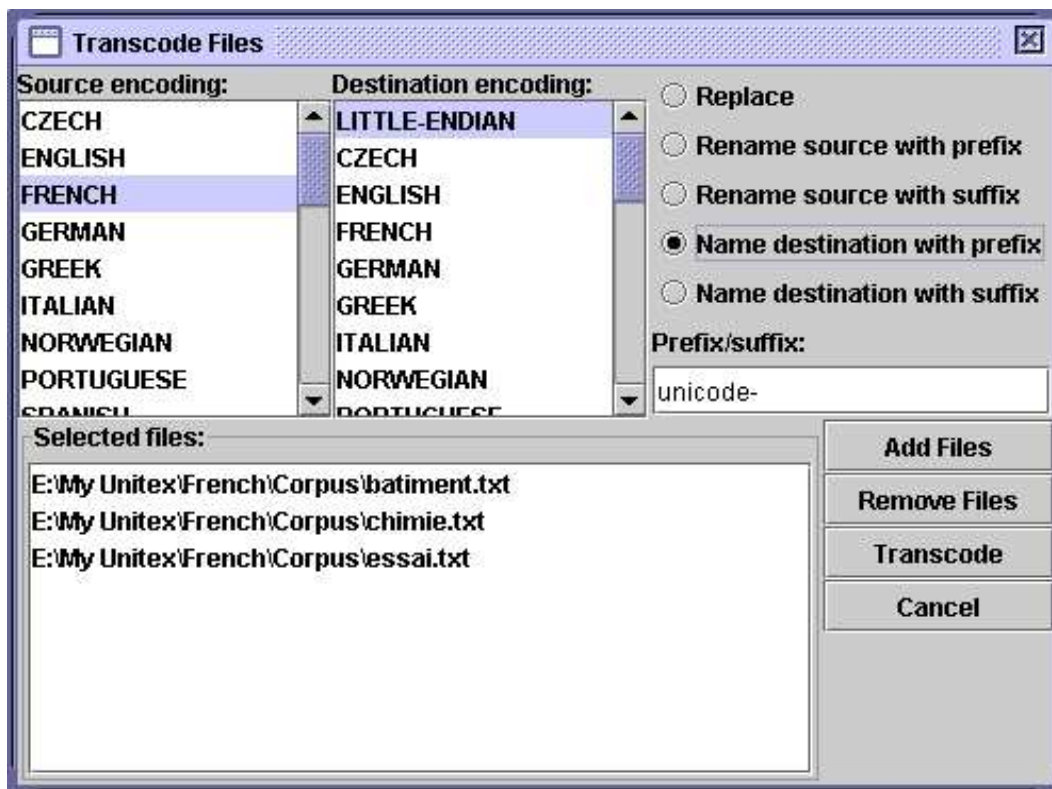 Transcode Files
Source encoding:
CZECH
ENGLISH
FRENCH
GERMAN
GREEK
ITALIAN
NORWEGIAN
PORTUGUESE
SPANISH
Destination encoding:
LITTLE-ENDIAN
CZECH
ENGLISH
FRENCH
GERMAN
GREEK
ITALIAN
NORWEGIAN
PORTUGUESE
Replace
Rename source with prefix
Rename source with suffix
Name destination with prefix
Name destination with suffix
Prefix/suffix:
unicode-
Selected files:
E:\My Unitex\French\Corpus\batiment.txt
E:\My Unitex\French\Corpus\chimie.txt
E:\My Unitex\French\Corpus\essai.txt
Add Files
Remove Files
Transcode
Cancel